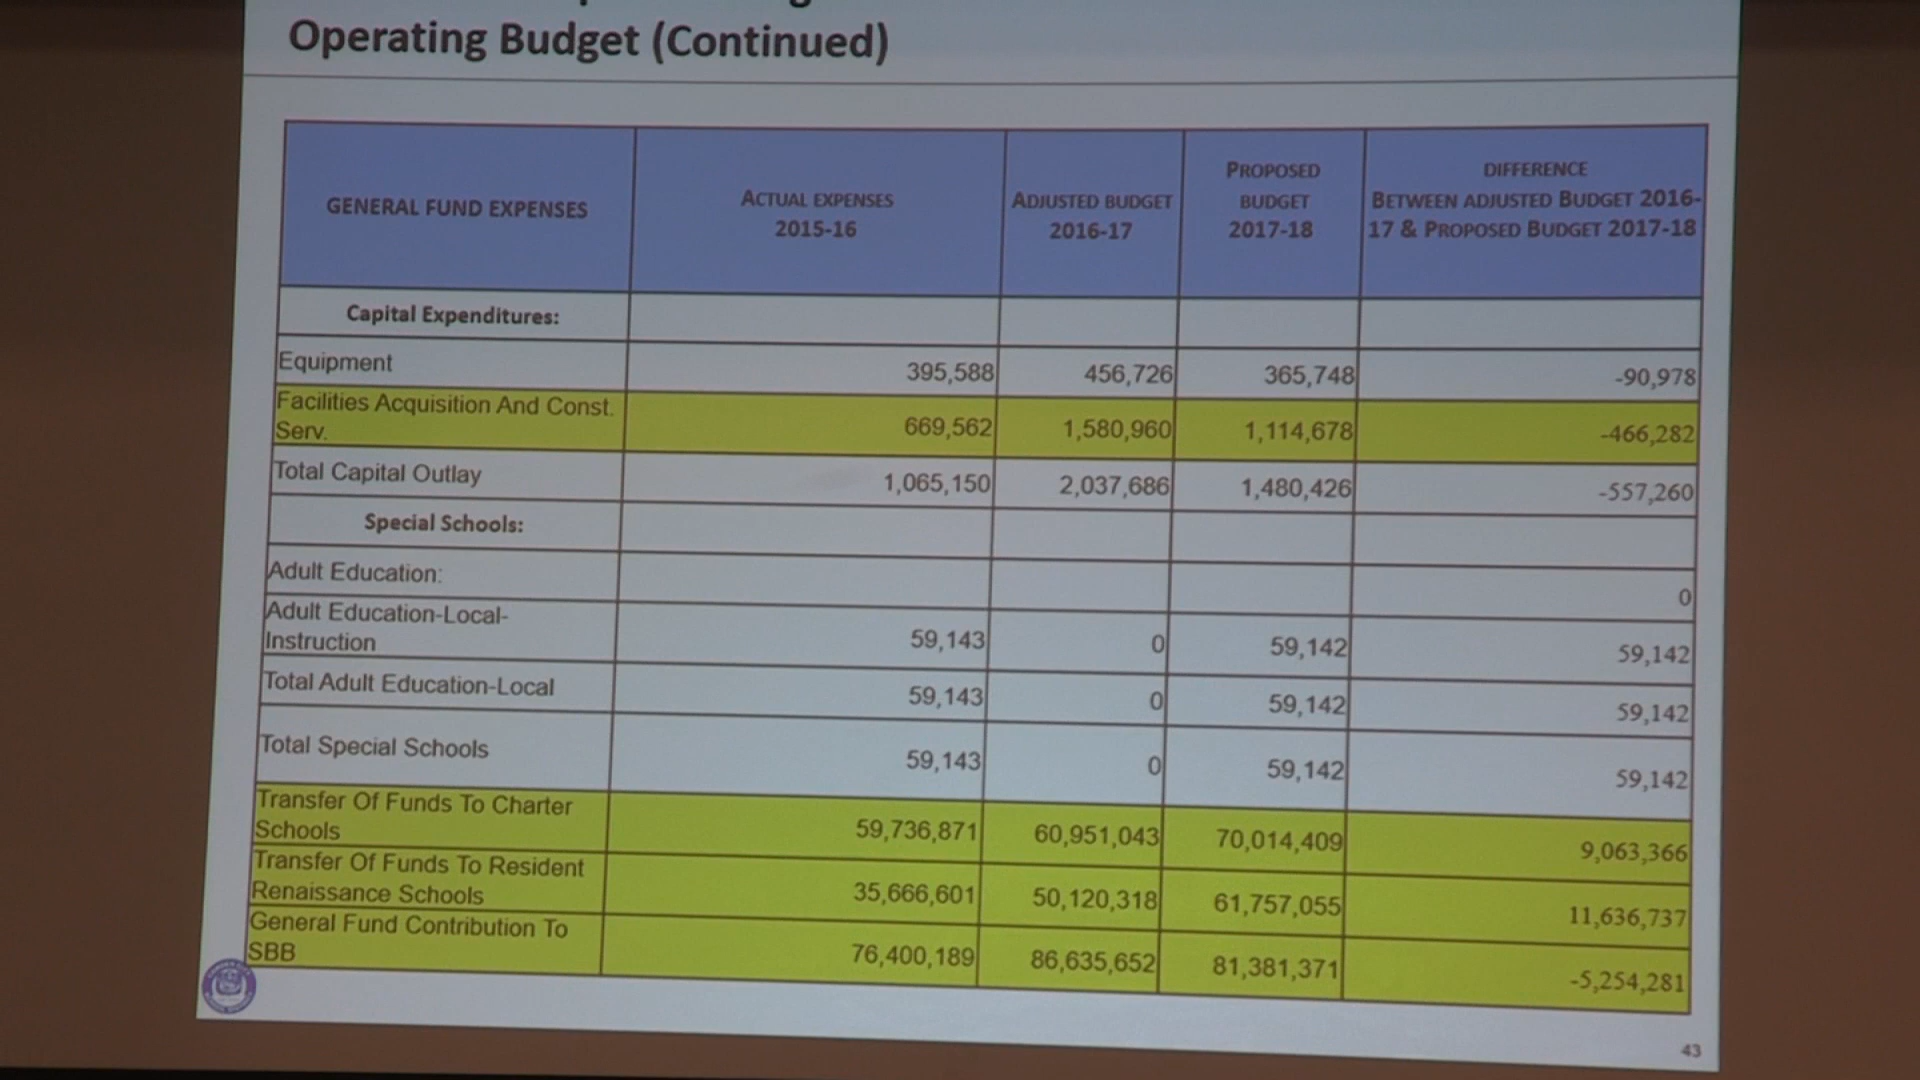 Operating Budget (Continued)
GENERAL FUND EXPENSES
ACTUAL EXPENSES
2015-16
ADJUSTED BUDGET
2016-17
PROPOSED
BUDGET
2017-18
DIFFERENCE
BETWEEN ADJUSTED BUDGET 2016-
17 & PROPOSED BUDGET 2017-18
Capital Expenditures:
Equipment 395,588 456,726 365,748 -90,978
Facilities Acquisition And Const.
Serv. 669,562 1,580,960 1,114,678 -466,282
Total Capital Outlay 1,065,150 2,037,686 1,480,426 -557,260
Special Schools:
Adult Education: 0
Adult Education-Local-
Instruction 59,143 0 59,142 59,142
Total Adult Education-Local 59,143 0 59,142 59,142
Total Special Schools 59,143 0 59,142 59,142
Transfer Of Funds To Charter
Schools 59,736,871 60,951,043 70,014,409 9,063,366
Transfer Of Funds To Resident
Renaissance Schools 35,666,601 50,120,318 61,757,055 11,636,737
General Fund Contribution To
SBB 76,400,189 86,635,652 81,381,371 -5,254,281
43